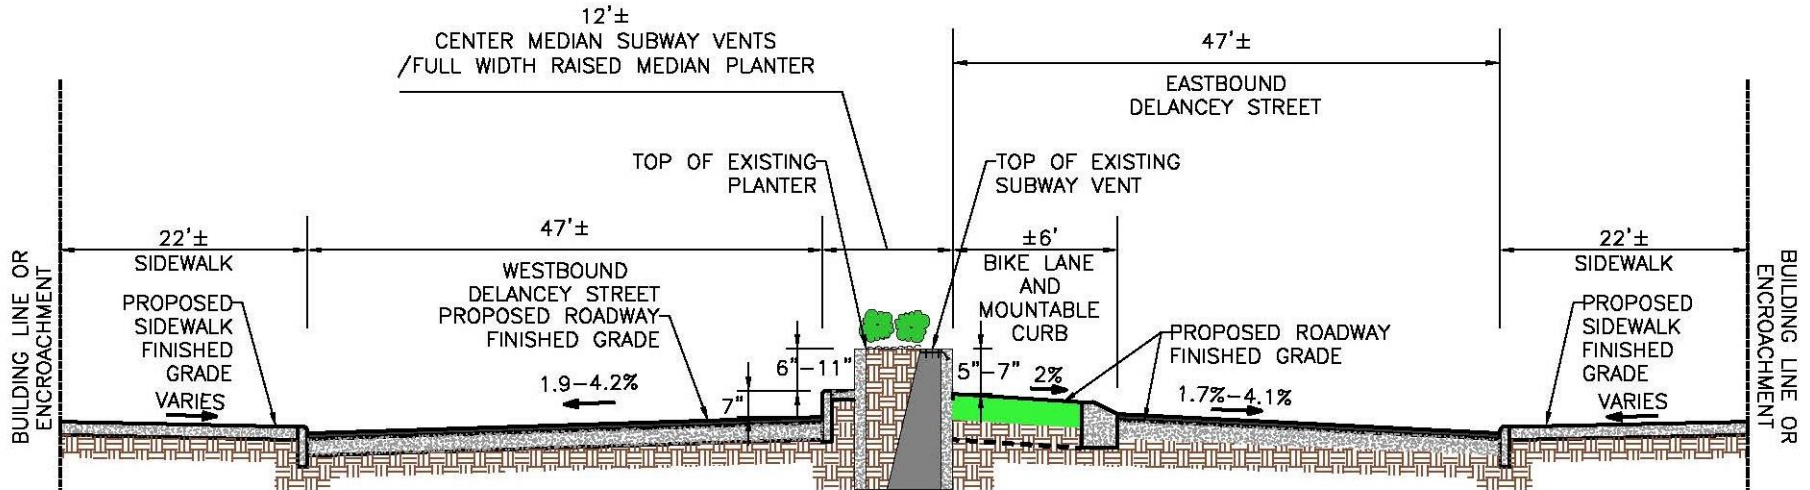 12'±
CENTER MEDIAN SUBWAY VENTS
/FULL WIDTH RAISED MEDIAN PLANTER
47'±
EASTBOUND
DELANCEY STREET
TOP OF EXISTING
PLANTER
TOP OF EXISTING
SUBWAY VENT
BUILDING LINE OR
ENCROACHMENT
22'±
SIDEWALK
47'±
WESTBOUND
DELANCEY STREET
PROPOSED ROADWAY
FINISHED GRADE
±6'
BIKE LANE
AND
MOUNTABLE
CURB
22'±
SIDEWALK
BUILDING LINE OR
ENCROACHMENT
PROPOSED
SIDEWALK
FINISHED
GRADE
VARIES
1.9-4.2%
7"
6"-11"
5"-7"
2%
PROPOSED ROADWAY
FINISHED GRADE
1.7%-4.1%
PROPOSED
SIDEWALK
FINISHED
GRADE
VARIES